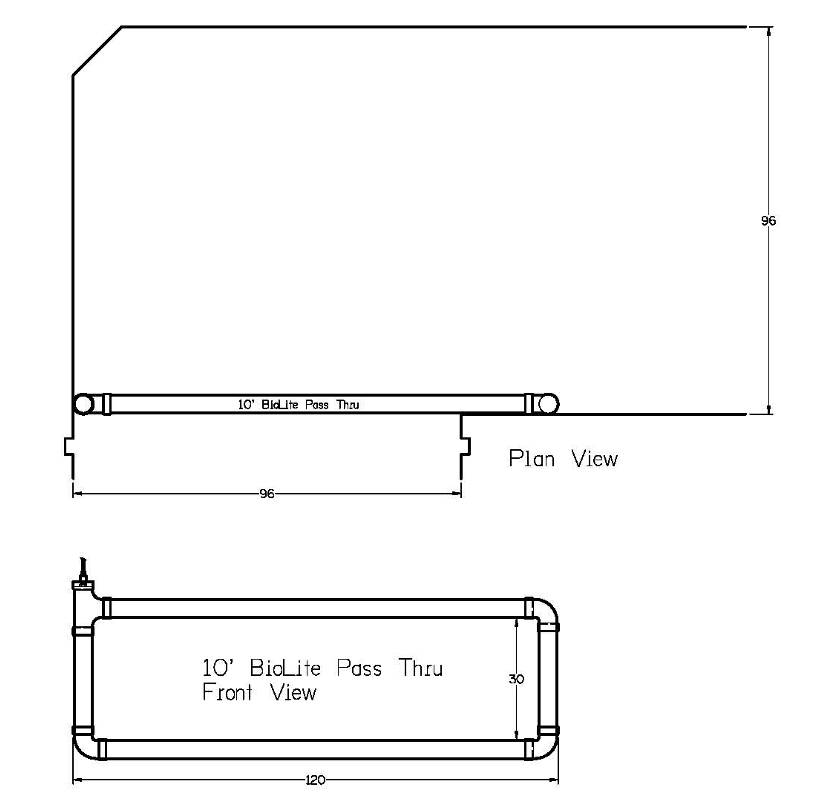 96
10' BioLite Pass Thru
Plan View
96
10' BioLite Pass Thru
Front View
30
120